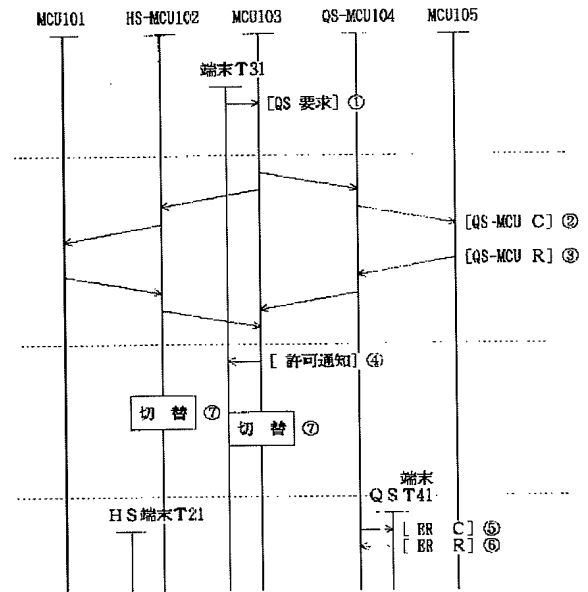 MCU101 HS-MCU102 MCU103 QS-MCU104 MCU105
端末T31
[QS 要求] ①
[QS-MCU C] ②
[QS-MCU R] ③
[ 許可通知] ④
切 替 ⑦
切 替 ⑦
端末
QS T41
HS端末T21
[ ER C] ⑤
[ ER R] ⑥